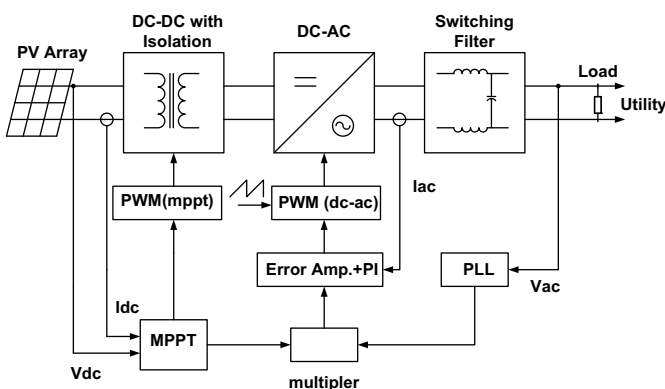 DC-DC with
Isolation
DC-AC
Switching
Filter
PV Array
Load
Utility
Iac
PWM(mppt)
PWM (dc-ac)
Error Amp.+PI
PLL
Vac
Idc
MPPT
Vdc
multipler